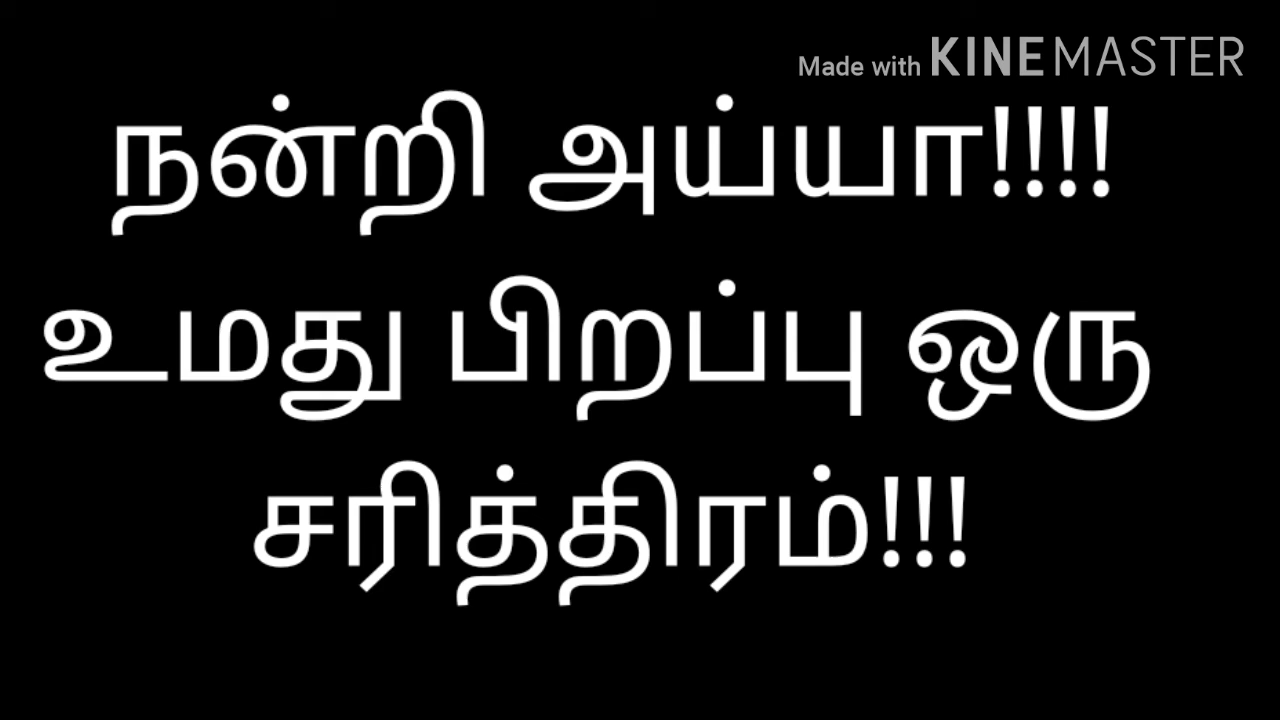 Made with KINEMASTER
நன்றி அய்யா!!!!
உமது பிறப்பு ஒரு
சரித்திரம்!!!